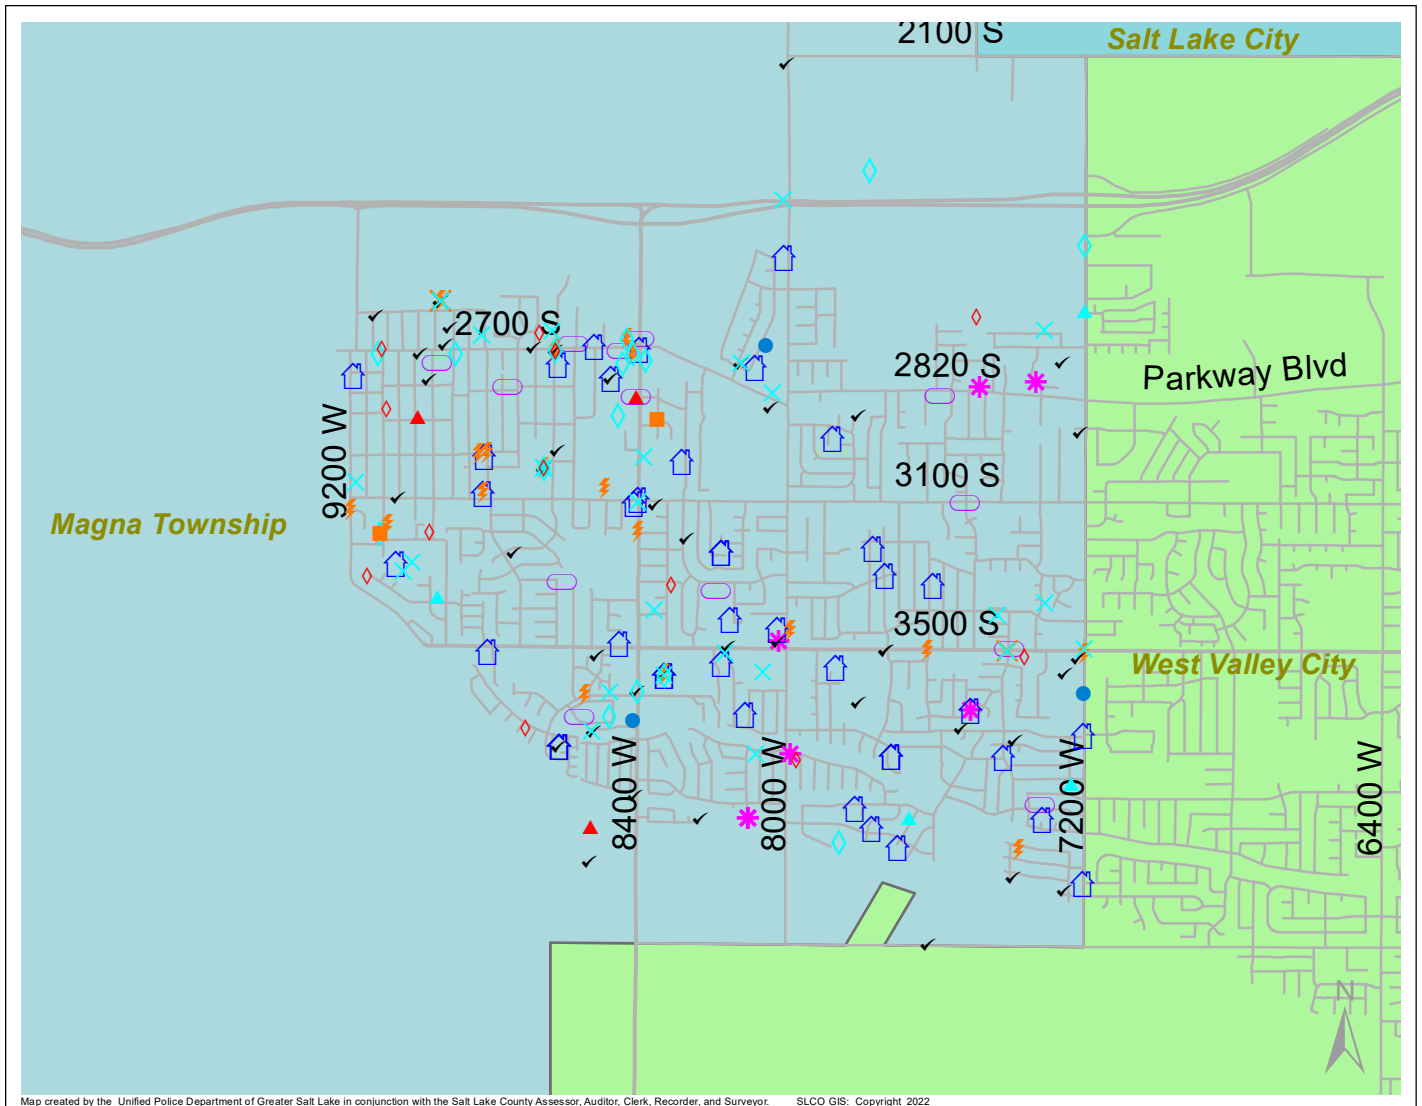 2100 S
Salt Lake City
2700 S
2820 S
Parkway Blvd
9200 W
3100 S
Magna Township
3500 S
West Valley City
8400 W
8000 W
7200 W
6400 W
N
Map created by the Unified Police Department of Greater Salt Lake in conjunction with the Salt Lake County Assessor, Auditor, Clerk, Recorder, and Surveyor. SLCO GIS: Copyright 2022